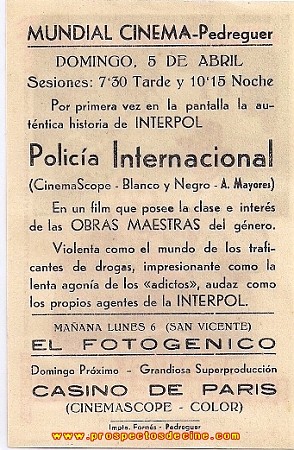 MUNDIAL CINEMA-Pedreguer
DOMINGO, 5 DE ABRIL
Sesiones: 7'30 Tarde y 10'15 Noche
Por primera vez en la pantalla la au-
téntica historia de INTERPOL
Policía Internacional
(CinemaScope - Blanco y Negro - A. Mayores)
En un film que posee la clase e interés
de las OBRAS MAESTRAS del género.
Violenta como el mundo de los trafi-
cantes de drogas, impresionante como la
lenta agonía de los «adictos», audaz como
los propios agentes de la INTERPOL.
MAÑANA LUNES 6 (SAN VICENTE)
EL FOTOGENICO
Domingo Próximo - Grandiosa Superproducción
CASINO DE PARIS
(CINEMASCOPE - COLOR)
Impta. Fornés - Pedreguer
www.prospectosdecine.com